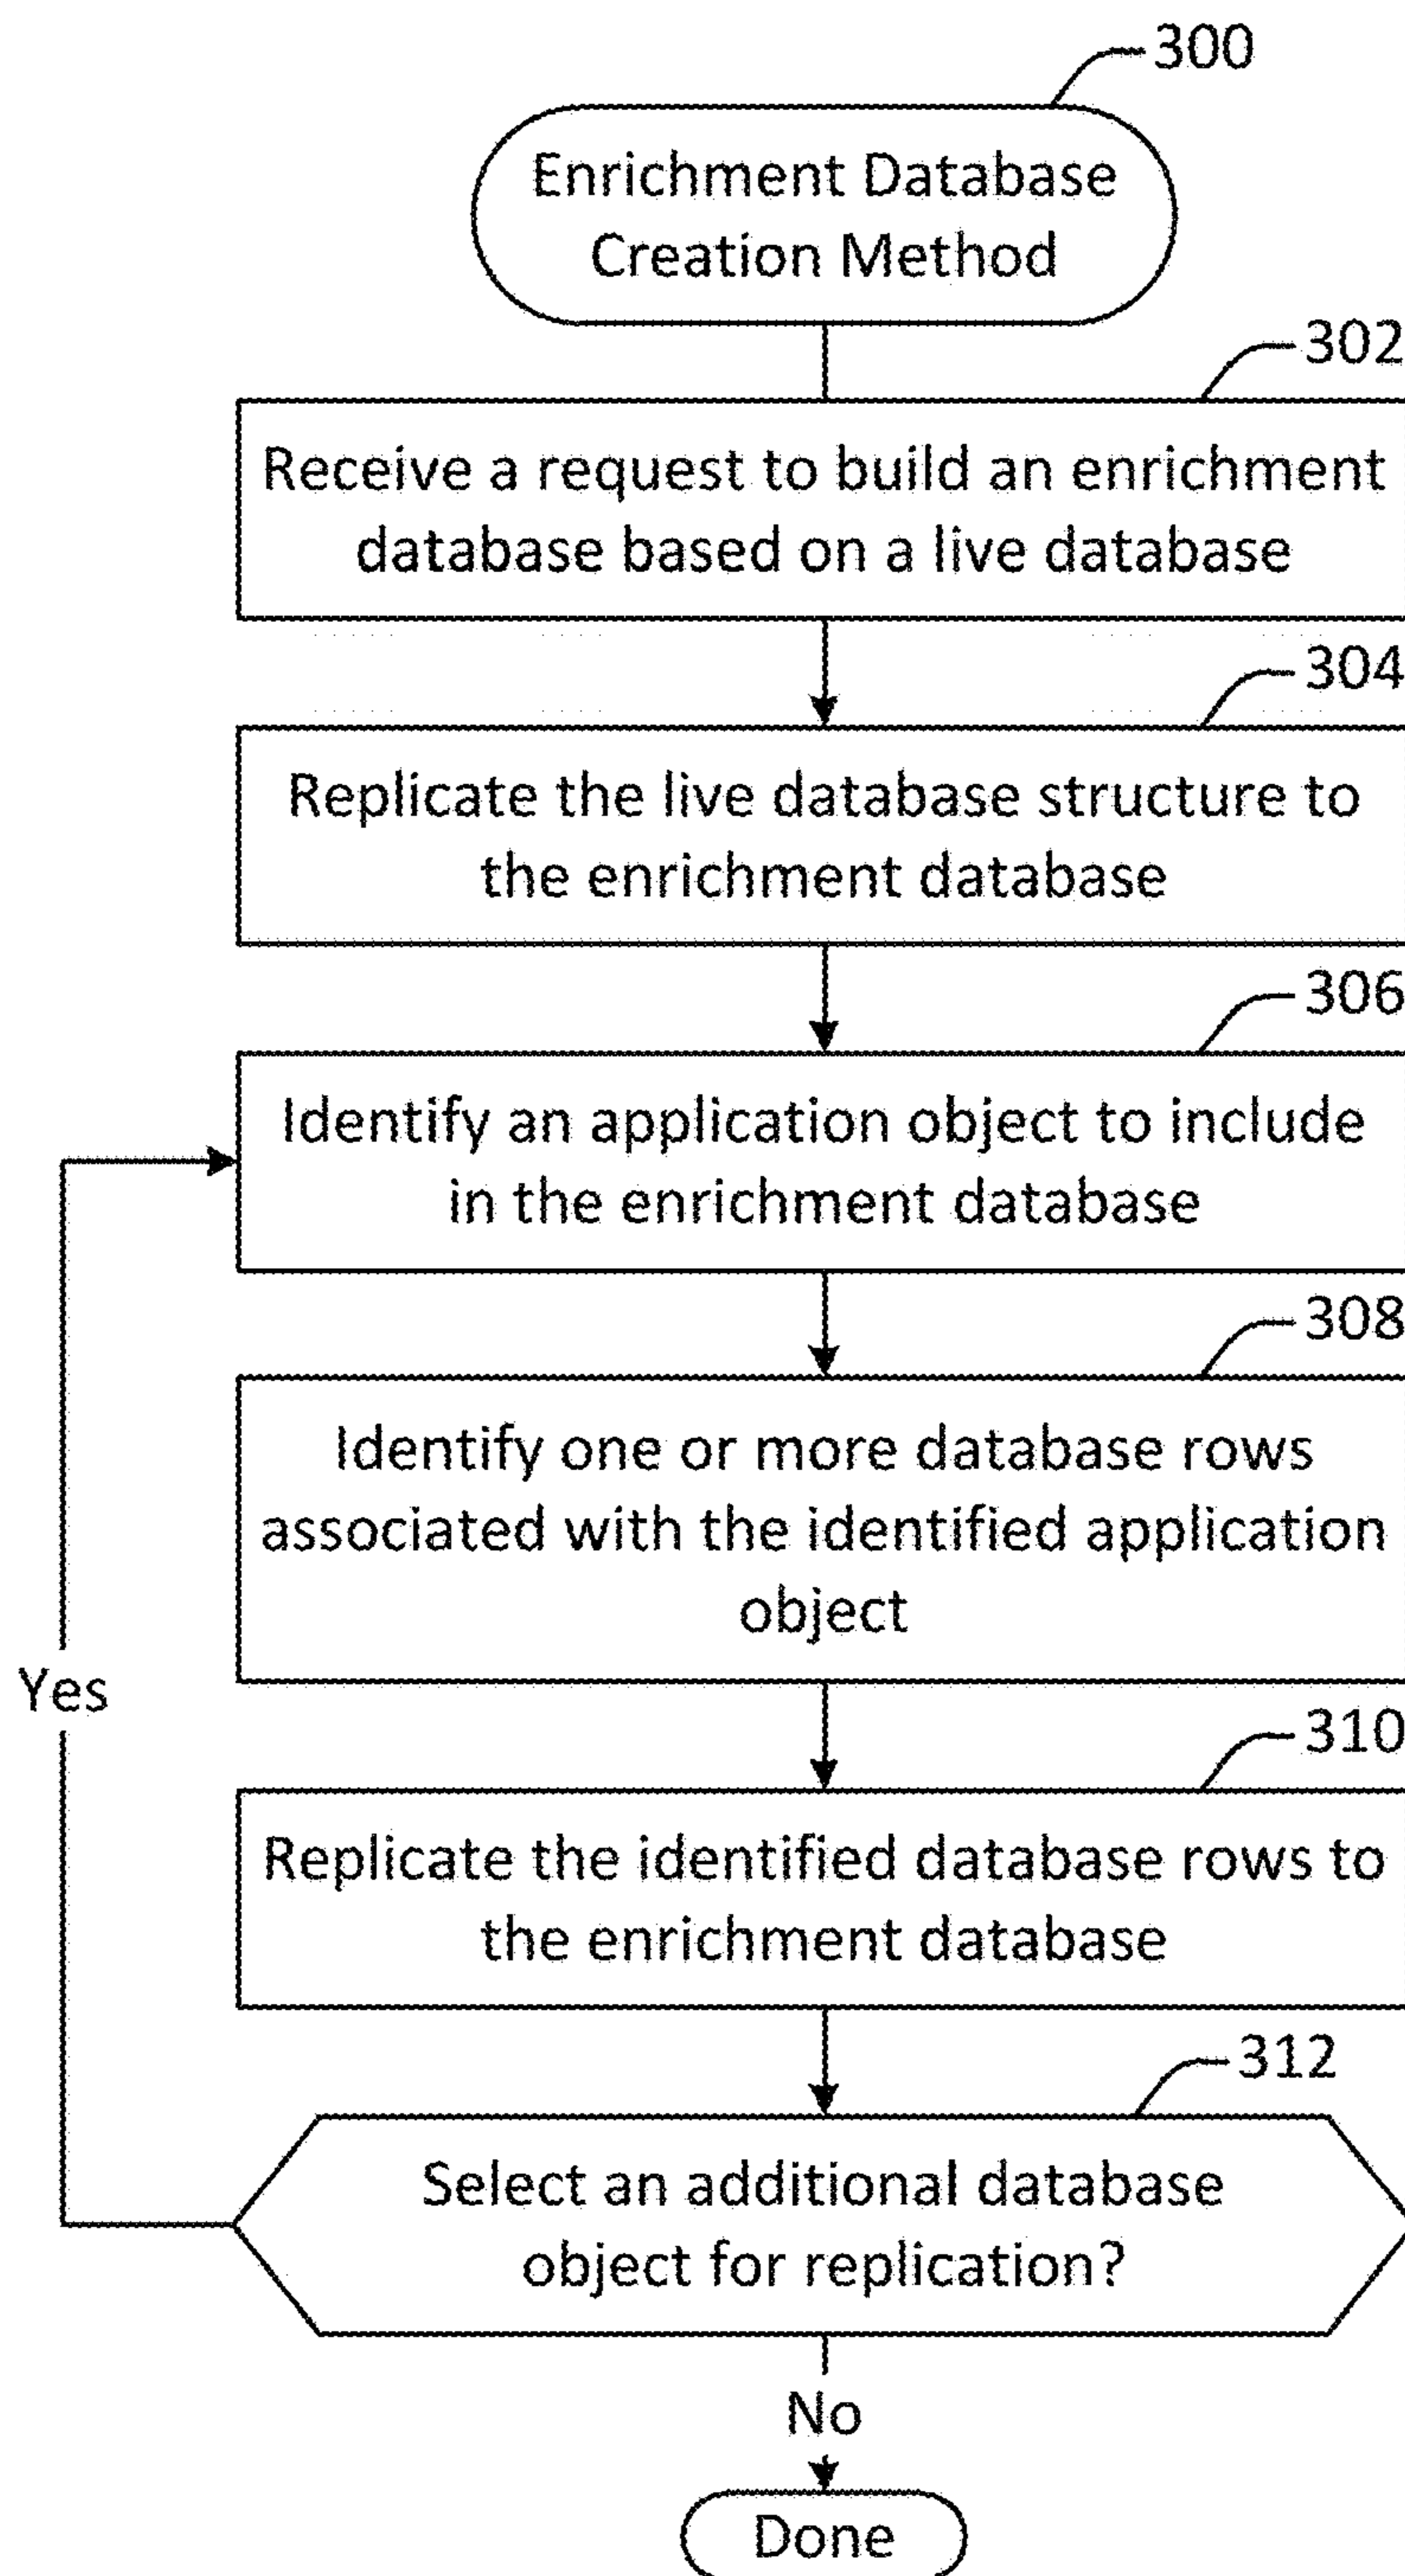 300
Enrichment Database
Creation Method
302
Receive a request to build an enrichment
database based on a live database
304
Replicate the live database structure to
the enrichment database
306
Identify an application object to include
in the enrichment database
308
Identify one or more database rows
associated with the identified application
object
Yes
310
Replicate the identified database rows to
the enrichment database
312
Select an additional database
object for replication?
No
Done